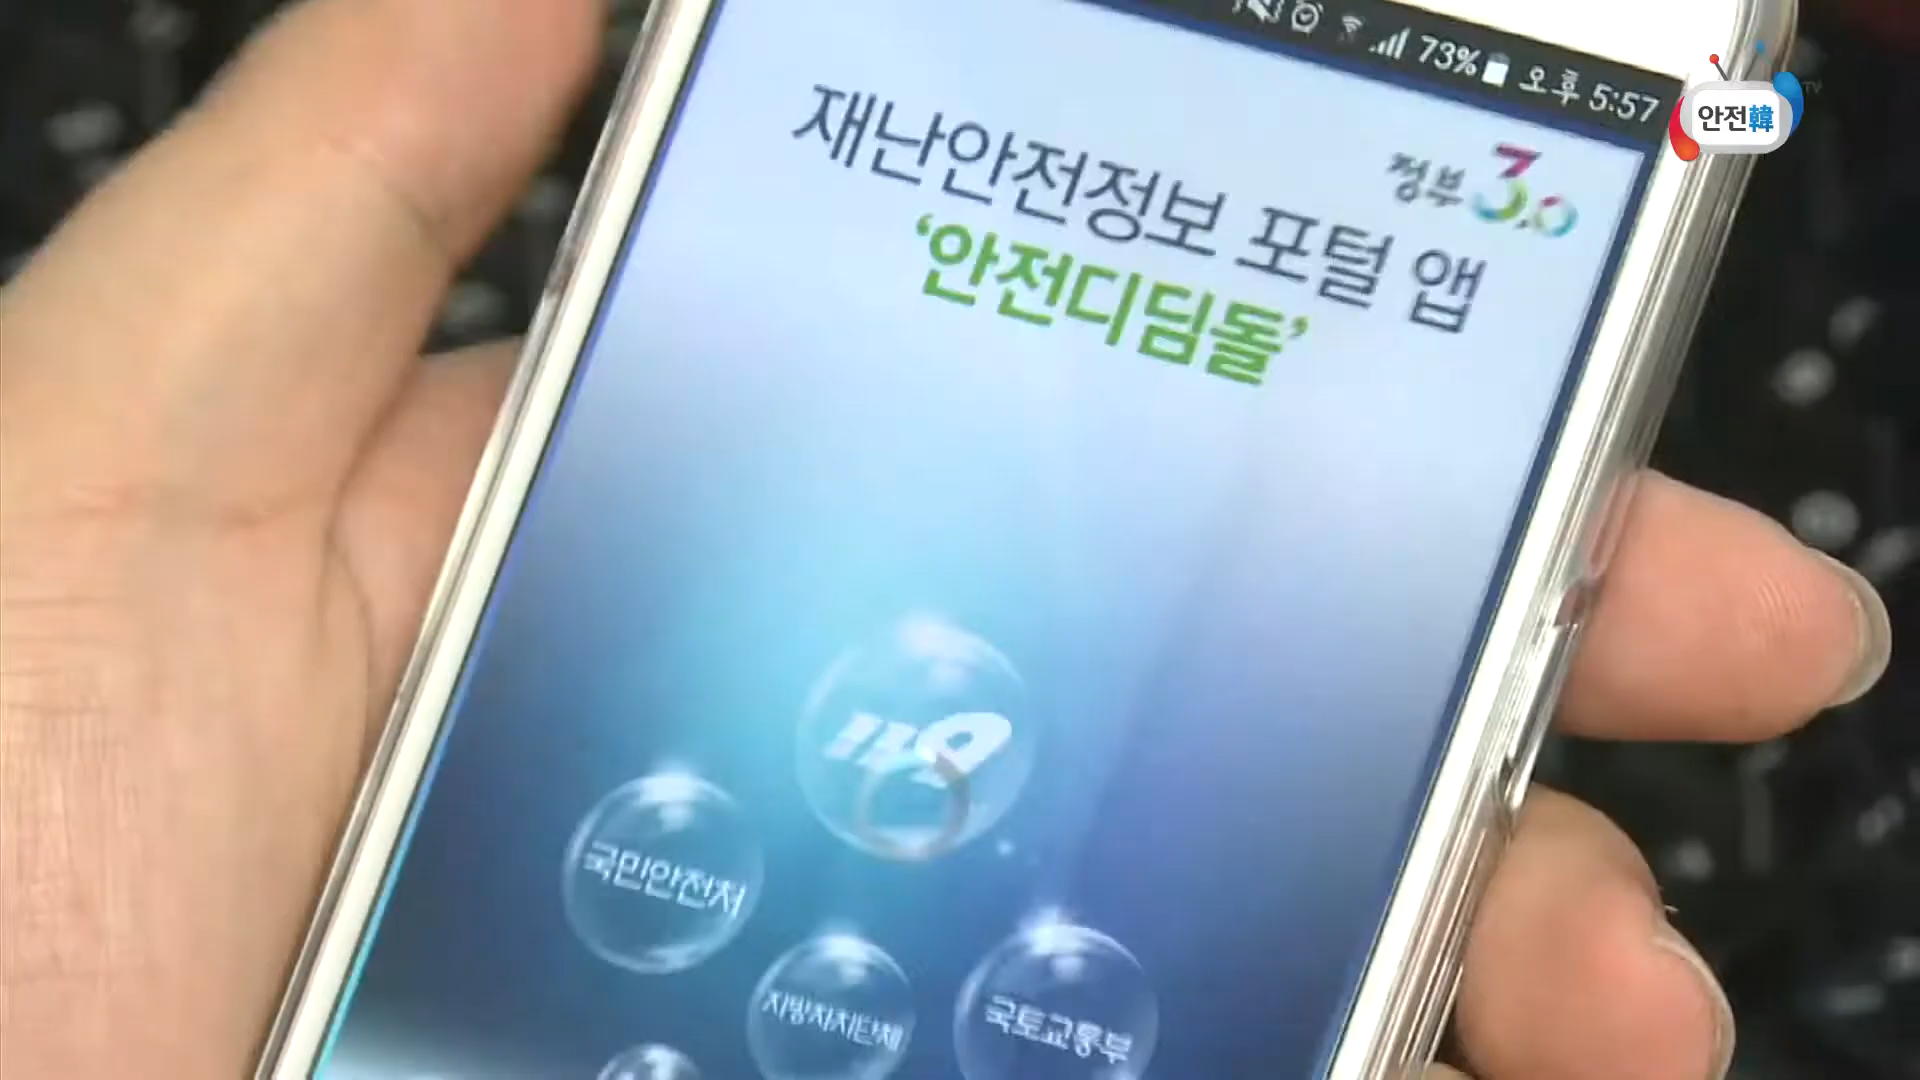 73% 오후 5:57
안전韓
TV
정부 3.0
재난안전정보 포털 앱
‘안전디딤돌’
119
국민안전처
지방자치단체
국토교통부